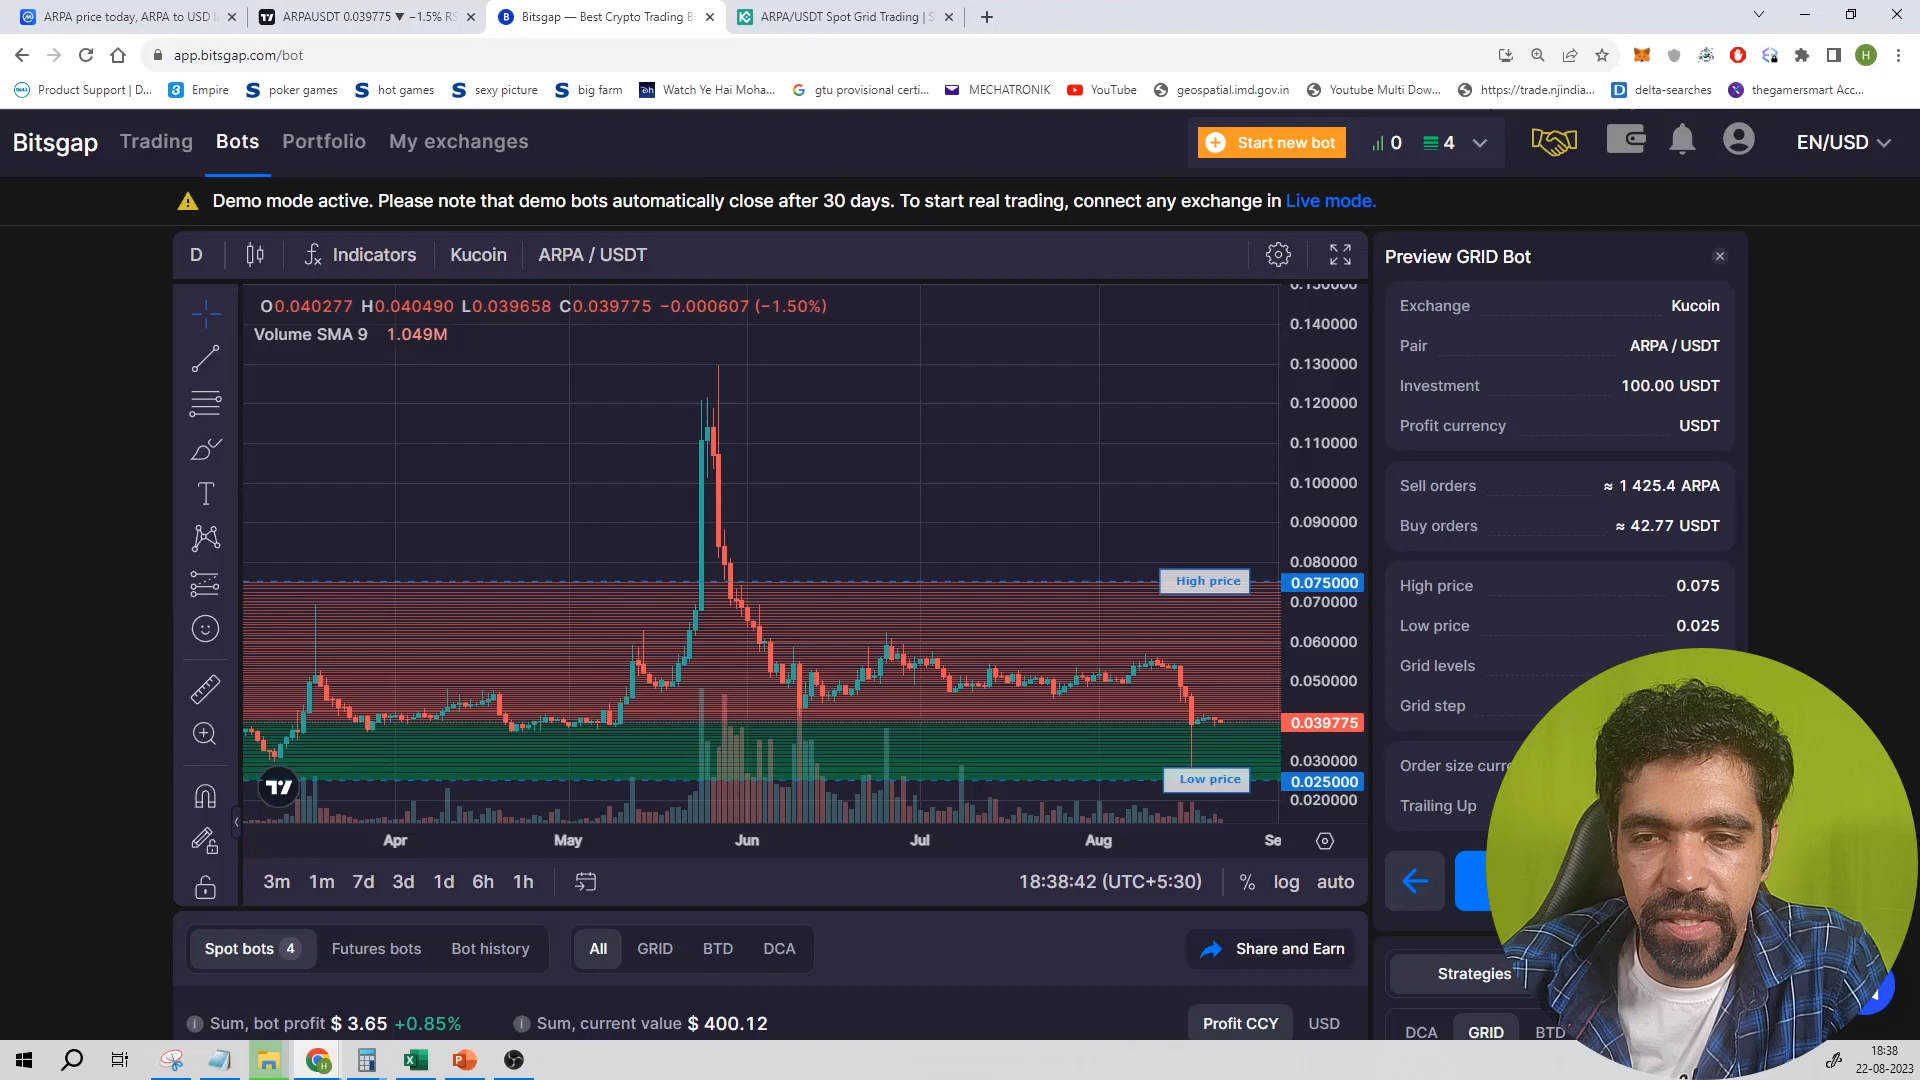 ARPA price today, ARPA to USD li
ARPAUSDT 0.039775 ▼ −1.5% RS
Bitsgap — Best Crypto Trading B
ARPA/USDT Spot Grid Trading | S
app.bitsgap.com/bot
Product Support | D...
Empire
poker games
hot games
sexy picture
big farm
Watch Ye Hai Moha...
gtu provisional certi...
MECHATRONIK
YouTube
geospatial.imd.gov.in
Youtube Multi Dow...
https://trade.njindia...
delta-searches
thegamersmart Acc...
Bitsgap
Trading
Bots
Portfolio
My exchanges
Start new bot
0
4
EN/USD
Demo mode active. Please note that demo bots automatically close after 30 days. To start real trading, connect any exchange in Live mode.
D
Indicators
Kucoin
ARPA / USDT
O0.040277 H0.040490 L0.039658 C0.039775 −0.000607 (−1.50%)
Volume SMA 9 1.049M
0.150000
0.140000
0.130000
0.120000
0.110000
0.100000
0.090000
0.080000
High price
0.075000
0.070000
0.060000
0.050000
0.039775
0.030000
Low price
0.025000
0.020000
Apr
May
Jun
Jul
Aug
Se
3m 1m 7d 3d 1d 6h 1h
18:38:42 (UTC+5:30)
% log auto
Preview GRID Bot
Exchange Kucoin
Pair ARPA / USDT
Investment 100.00 USDT
Profit currency USDT
Sell orders ≈ 1 425.4 ARPA
Buy orders ≈ 42.77 USDT
High price 0.075
Low price 0.025
Grid levels
Grid step
Order size curre
Trailing Up
Spot bots 4
Futures bots
Bot history
All
GRID
BTD
DCA
Share and Earn
Strategies
Sum, bot profit $ 3.65 +0.85%
Sum, current value $ 400.12
Profit CCY
USD
DCA
GRID
BTD
18:38
22-08-2023